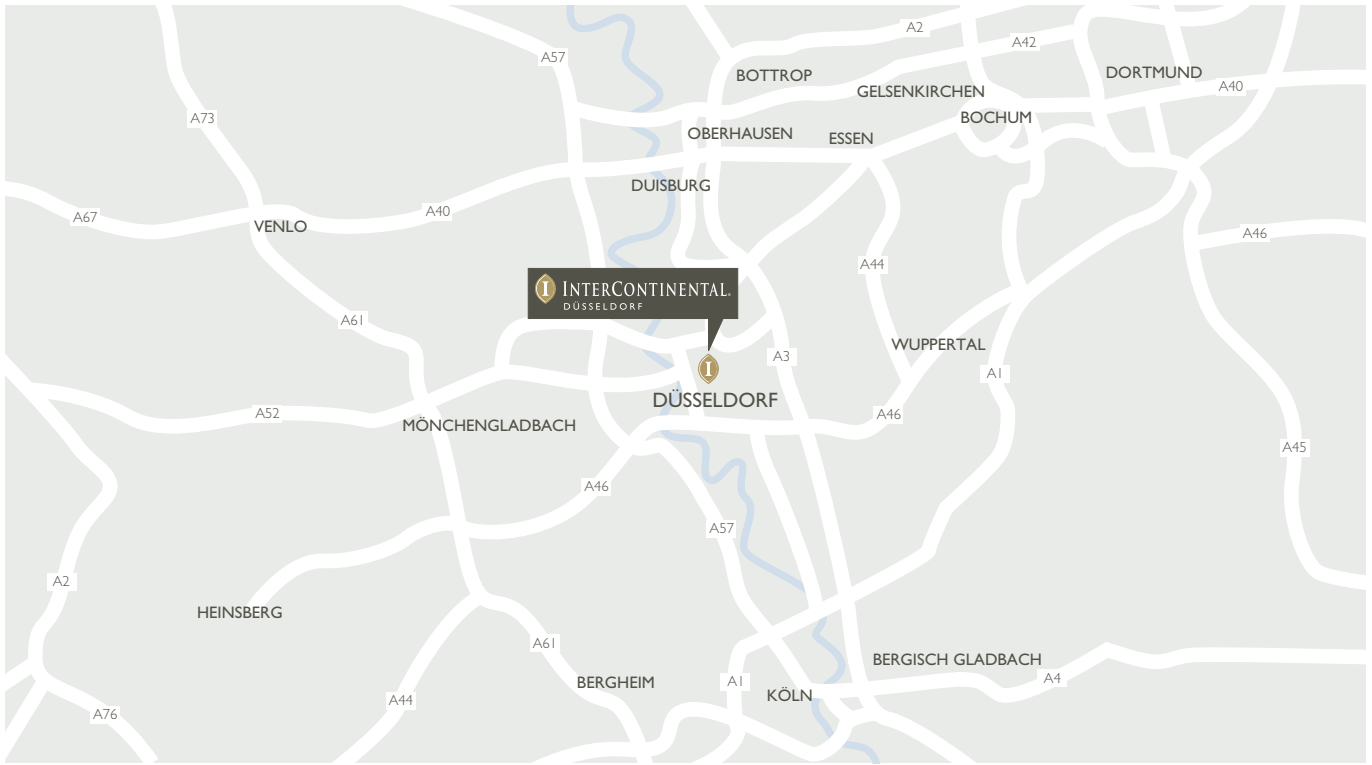 A2
A42
A57
BOTTROP
DORTMUND
GELSENKIRCHEN
A40
A73
BOCHUM
OBERHAUSEN
ESSEN
DUISBURG
A67
A40
VENLO
A46
A44
I INTERCONTINENTAL®
DÜSSELDORF
A61
WUPPERTAL
A3
I
A1
DÜSSELDORF
A52
A46
MÖNCHENGLADBACH
A45
A46
A57
A2
HEINSBERG
A61
BERGISCH GLADBACH
A4
BERGHEIM
A1
KÖLN
A44
A76